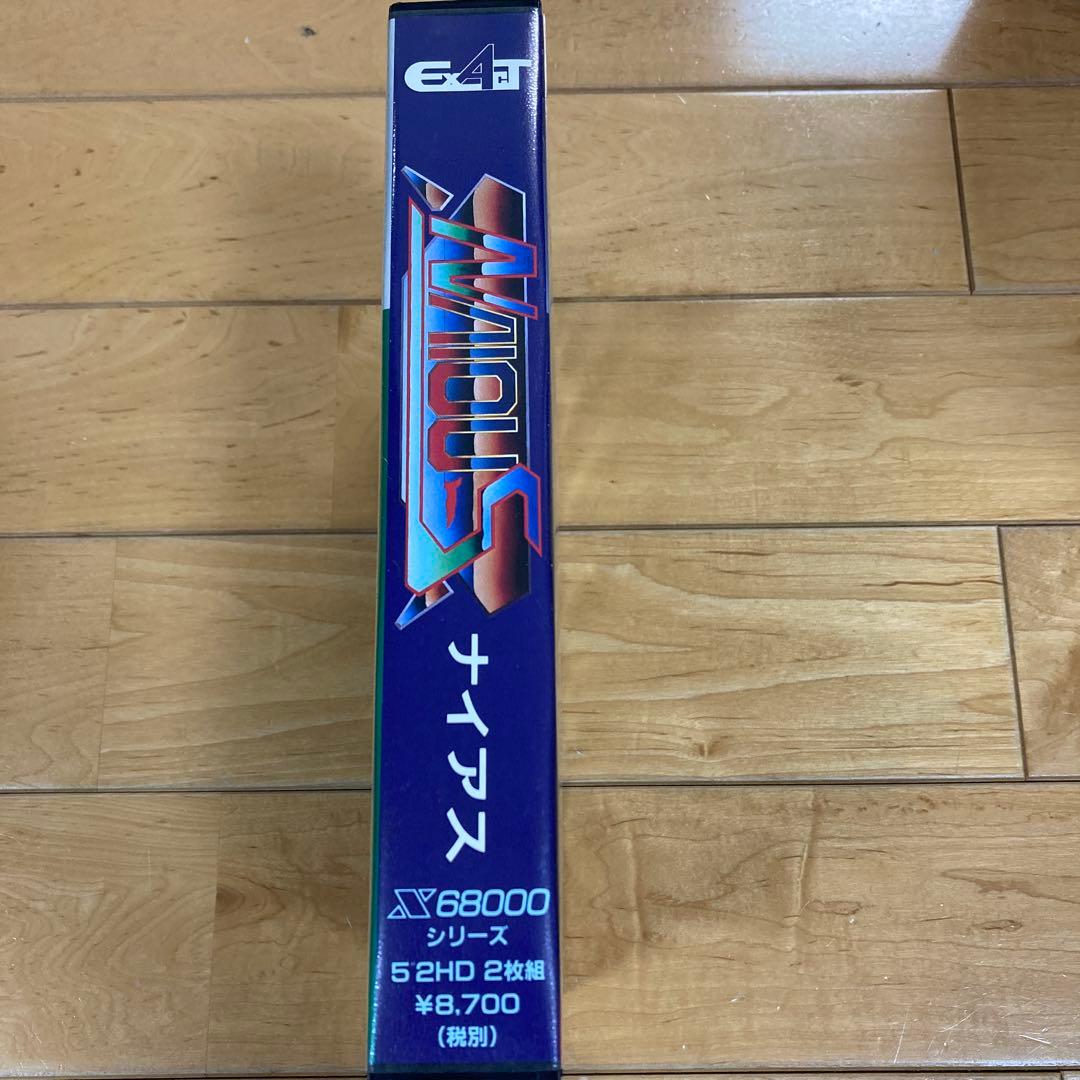 EXACT
NAIOUS
ナイアス
X68000
シリーズ
5"2HD 2枚組
¥8,700
(税別)